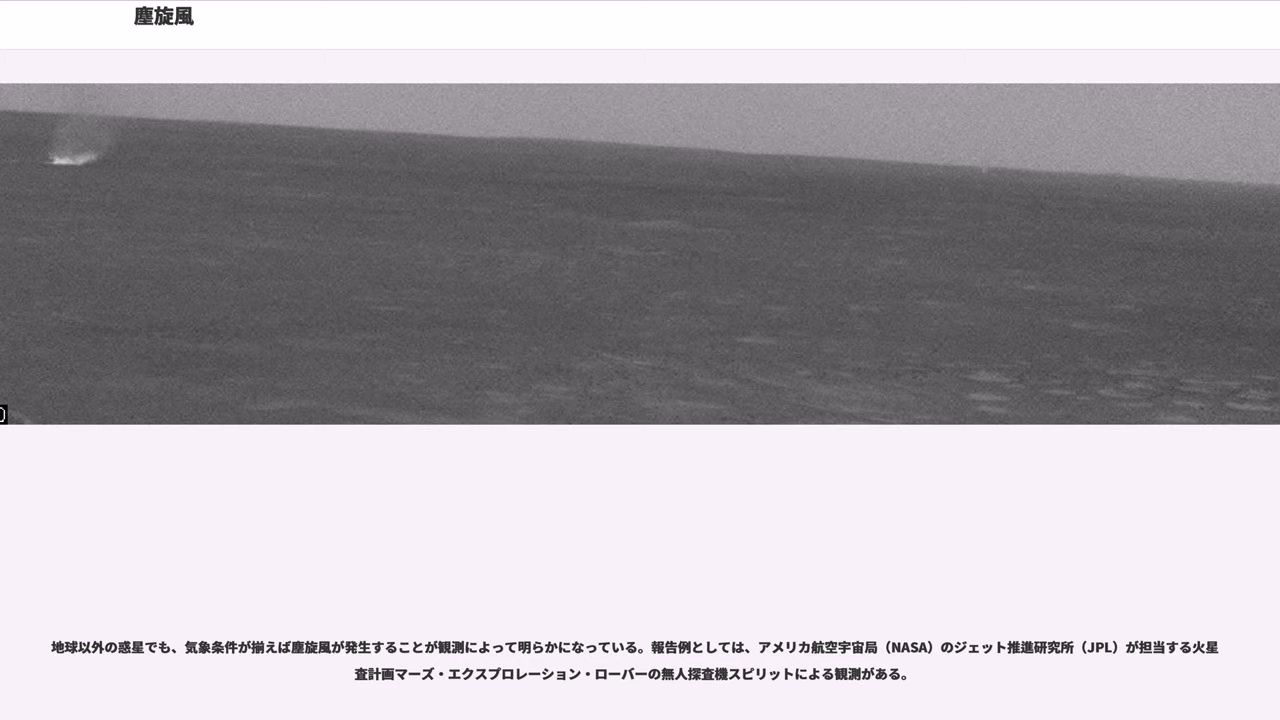 塵旋風
地球以外の惑星でも、気象条件が揃えば塵旋風が発生することが観測によって明らかになっている。報告例としては、アメリカ航空宇宙局（NASA）のジェット推進研究所（JPL）が担当する火星
査計画マーズ・エクスプロレーション・ローバーの無人探査機スピリットによる観測がある。